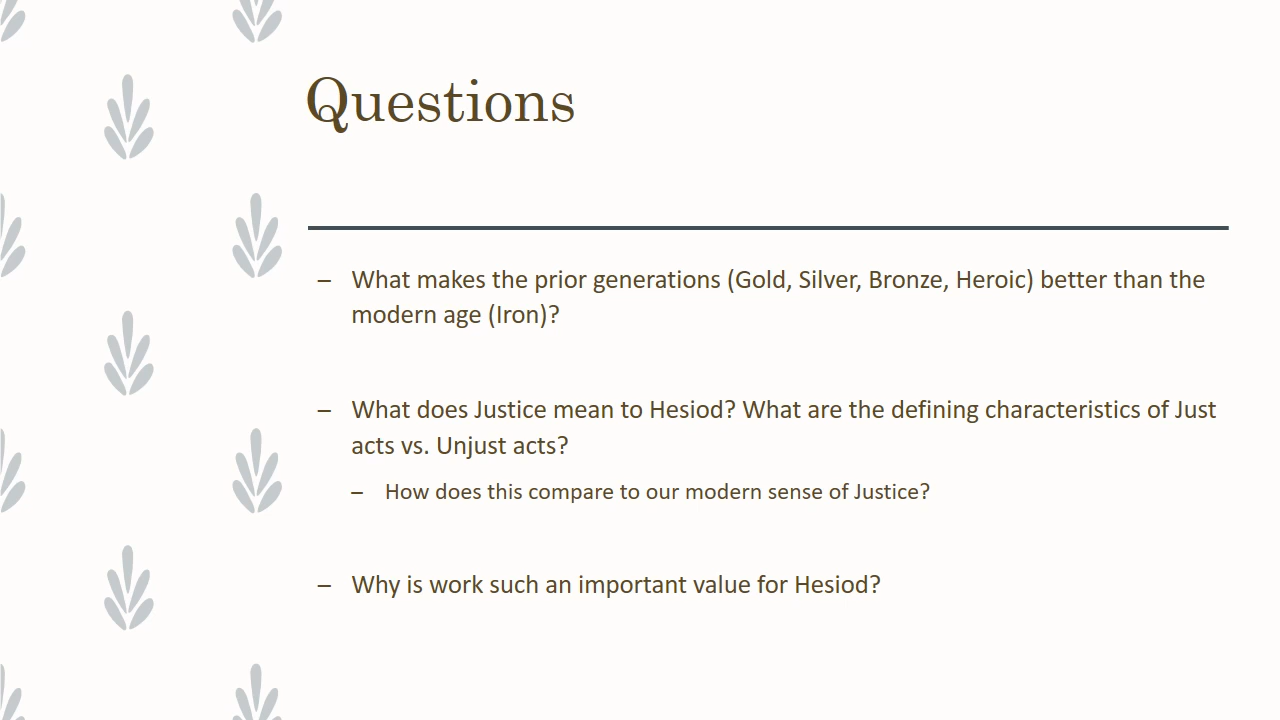 Questions
– What makes the prior generations (Gold, Silver, Bronze, Heroic) better than the
modern age (Iron)?
– What does Justice mean to Hesiod? What are the defining characteristics of Just
acts vs. Unjust acts?
– How does this compare to our modern sense of Justice?
– Why is work such an important value for Hesiod?